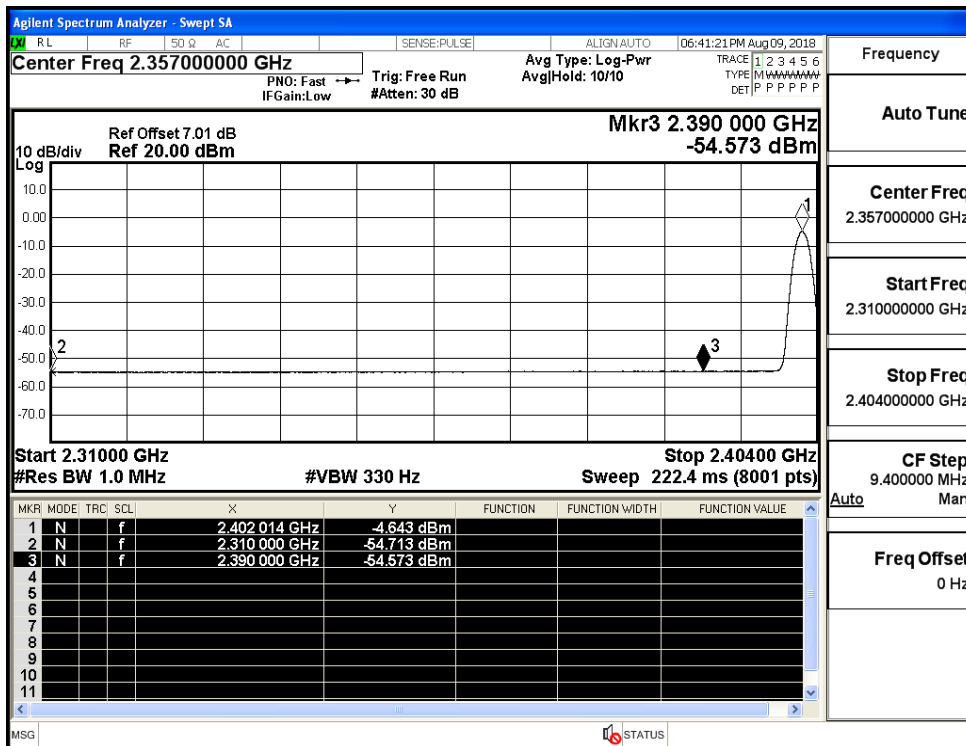 Agilent Spectrum Analyzer - Swept SA
LXI RL RF 50 Ω AC SENSE:PULSE ALIGN AUTO 06:41:21 PM Aug 09, 2018
Center Freq 2.357000000 GHz
PNO: Fast
IFGain:Low
Trig: Free Run
#Atten: 30 dB
Avg Type: Log-Pwr
Avg|Hold: 10/10
TRACE 1 2 3 4 5 6
TYPE M W W W W W
DET P P P P P P
Ref Offset 7.01 dB
10 dB/div Ref 20.00 dBm
Log
Mkr3 2.390 000 GHz
-54.573 dBm
10.0
0.00
-10.0
-20.0
-30.0
-40.0
-50.0
-60.0
-70.0
1
2
3
Start 2.31000 GHz Stop 2.40400 GHz
#Res BW 1.0 MHz #VBW 330 Hz Sweep 222.4 ms (8001 pts)
MKR MODE TRC SCL X Y FUNCTION FUNCTION WIDTH FUNCTION VALUE
1 N f 2.402 014 GHz -4.643 dBm
2 N f 2.310 000 GHz -54.713 dBm
3 N f 2.390 000 GHz -54.573 dBm
4
5
6
7
8
9
10
11
MSG STATUS
Frequency
Auto Tune
Center Freq
2.357000000 GHz
Start Freq
2.310000000 GHz
Stop Freq
2.404000000 GHz
CF Step
9.400000 MHz
Auto Man
Freq Offset
0 Hz